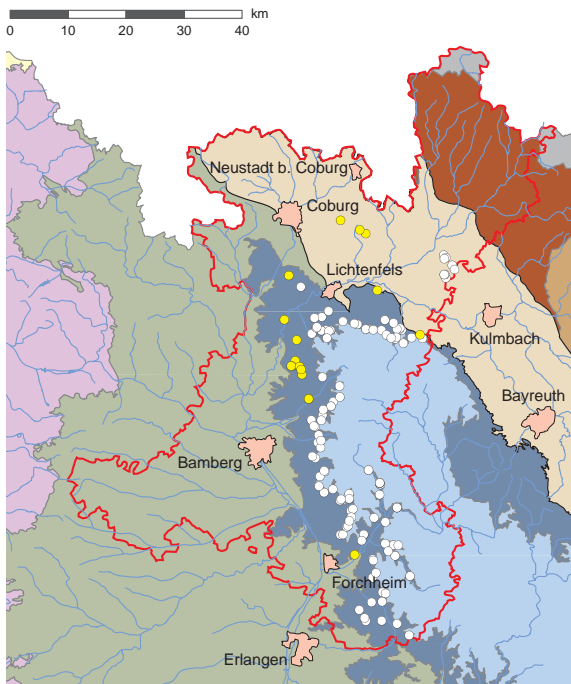 km
0 10 20 30 40
Neustadt b. Coburg
Coburg
Lichtenfels
Kulmbach
Bayreuth
Bamberg
Forchheim
Erlangen